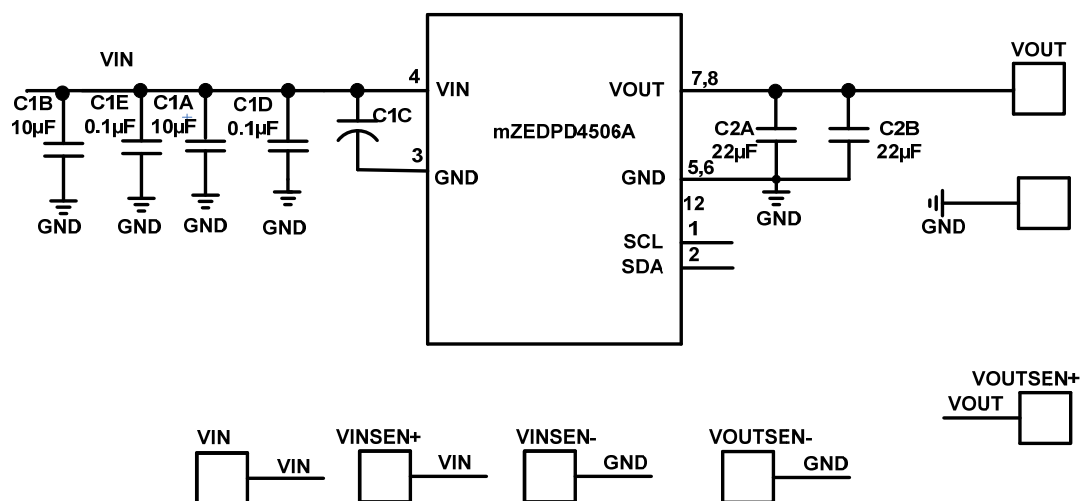 VIN
C1B
10µF
C1E
0.1µF
C1A
10µF
C1D
0.1µF
C1C
GND
GND
GND
GND
4
3
VIN
GND
mZEDPD4506A
VOUT
GND
SCL
SDA
7,8
5,6
12
1
2
C2A
22µF
C2B
22µF
GND
VOUT
GND
VOUTSEN+
VOUT
VIN
VIN
VINSEN+
VIN
VINSEN-
GND
VOUTSEN-
GND